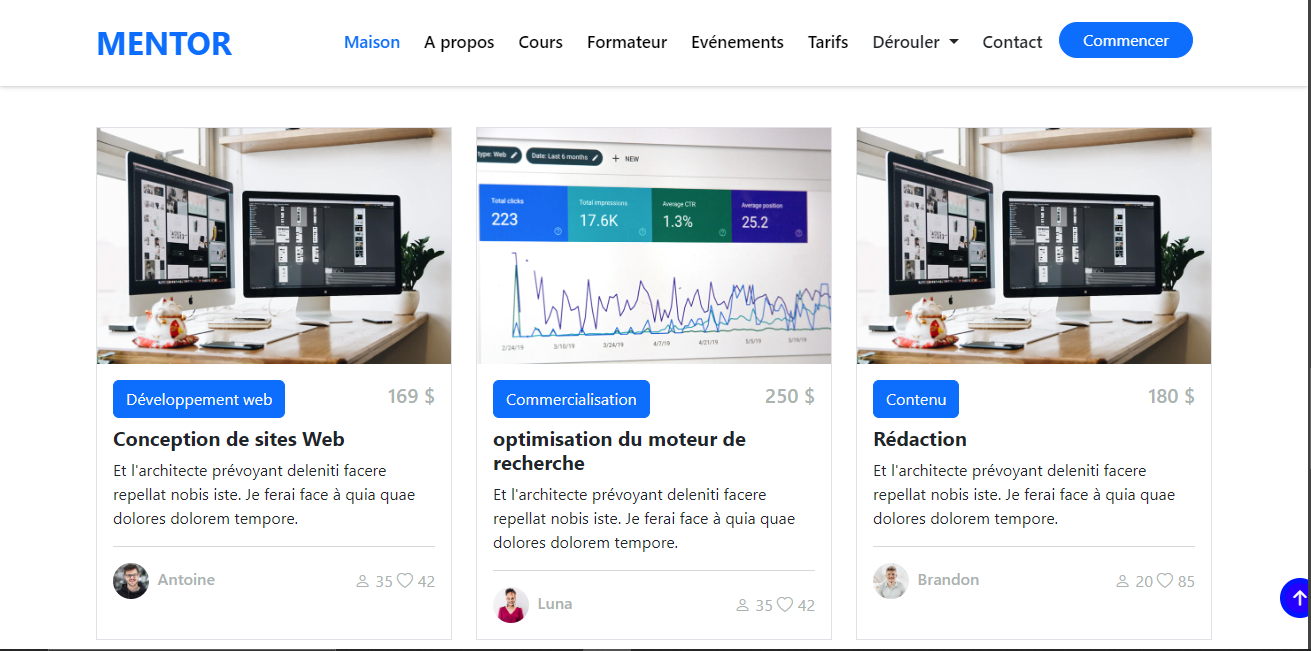 MENTOR
Maison A propos Cours Formateur Evénements Tarifs Dérouler Contact Commencer
type: Web Date: Last 6 months + NEW
Total clicks Total impressions Average CTR Average position
223 17.6K 1.3% 25.2
2/24/19 3/10/19 3/24/19 4/7/19 4/21/19 5/5/19 5/19/19
Développement web 169 $
Conception de sites Web
Et l'architecte prévoyant deleniti facere
repellat nobis iste. Je ferai face à quia quae
dolores dolorem tempore.
Antoine 35 42
Commercialisation 250 $
optimisation du moteur de
recherche
Et l'architecte prévoyant deleniti facere
repellat nobis iste. Je ferai face à quia quae
dolores dolorem tempore.
Luna 35 42
Contenu 180 $
Rédaction
Et l'architecte prévoyant deleniti facere
repellat nobis iste. Je ferai face à quia quae
dolores dolorem tempore.
Brandon 20 85